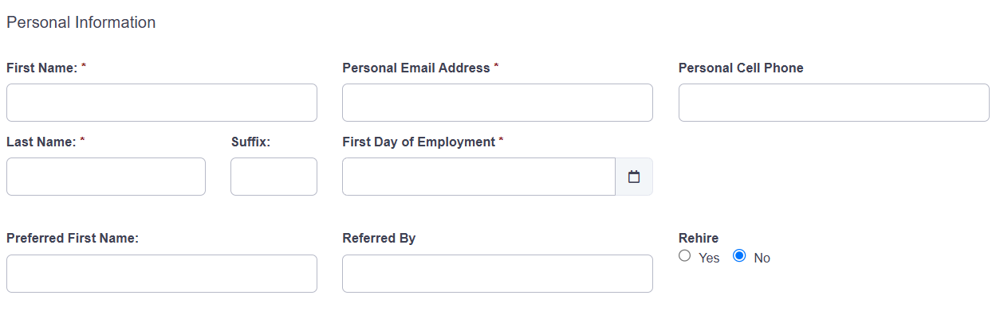 Personal Information
First Name: *
Personal Email Address *
Personal Cell Phone
Last Name: *
Suffix:
First Day of Employment *
Preferred First Name:
Referred By
Rehire
Yes No